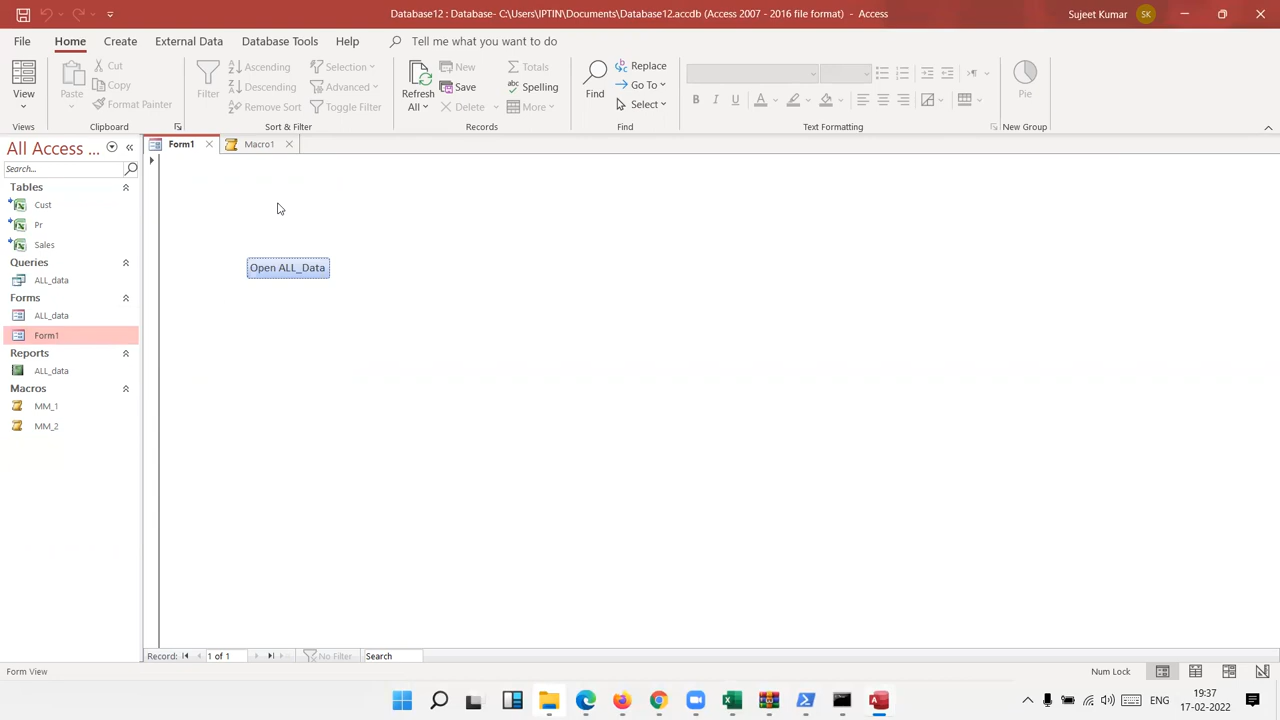 Database12 : Database- C:\Users\IPTIN\Documents\Database12.accdb (Access 2007 - 2016 file format) - Access
Sujeet Kumar
SK
File
Home
Create
External Data
Database Tools
Help
Tell me what you want to do
View
Views
Paste
Cut
Copy
Format Painter
Clipboard
Filter
Ascending
Descending
Remove Sort
Selection
Advanced
Toggle Filter
Sort & Filter
Refresh
All
New
Save
Delete
Totals
Spelling
More
Records
Find
Replace
Go To
Select
Find
B I U A
Text Formatting
Pie
New Group
All Access ...
Search...
Tables
Cust
Pr
Sales
Queries
ALL_data
Forms
ALL_data
Form1
Reports
ALL_data
Macros
MM_1
MM_2
Form1
Macro1
Open ALL_Data
Record:
1 of 1
No Filter
Search
Form View
Num Lock
ENG
19:37
17-02-2022